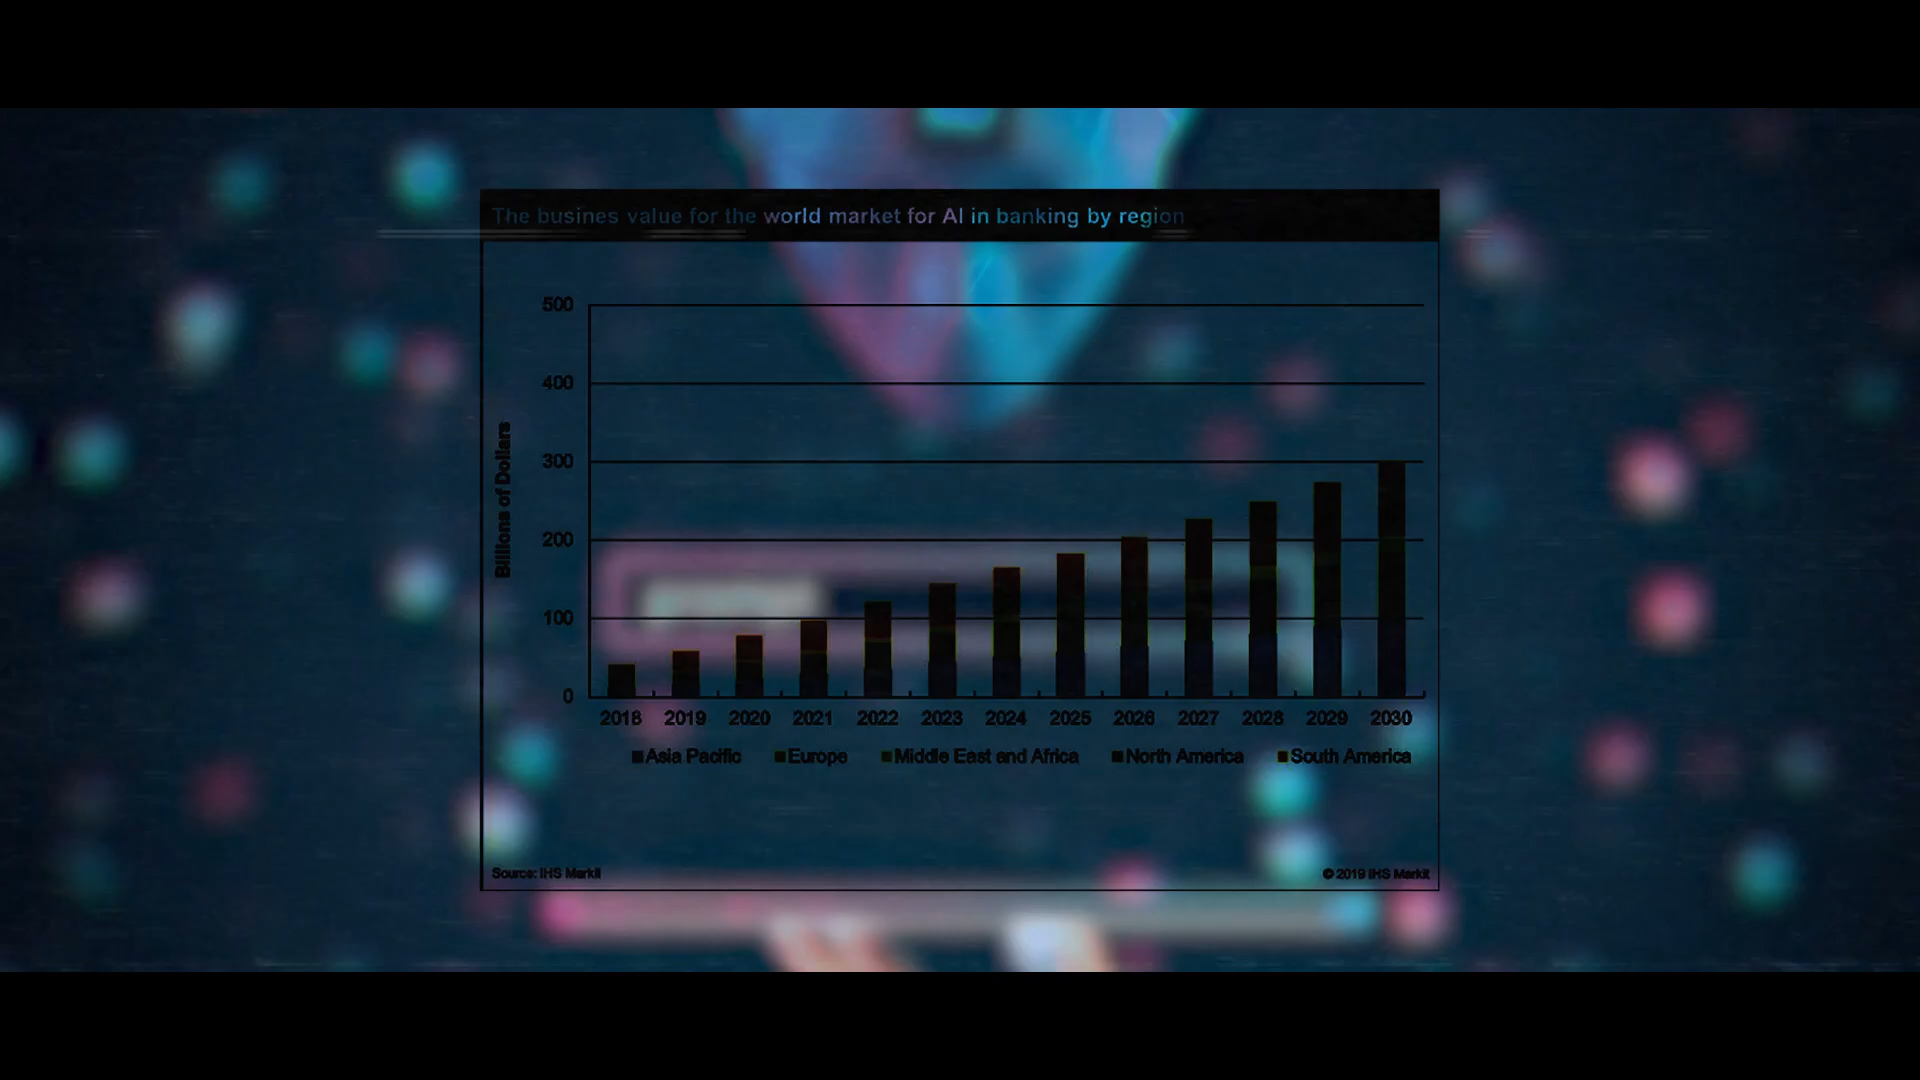 The busines value for the world market for AI in banking by region
500
400
300
200
100
0
Billions of Dollars
2018 2019 2020 2021 2022 2023 2024 2025 2026 2027 2028 2029 2030
Asia Pacific Europe Middle East and Africa North America South America
Source: IHS Markit © 2019 IHS Markit